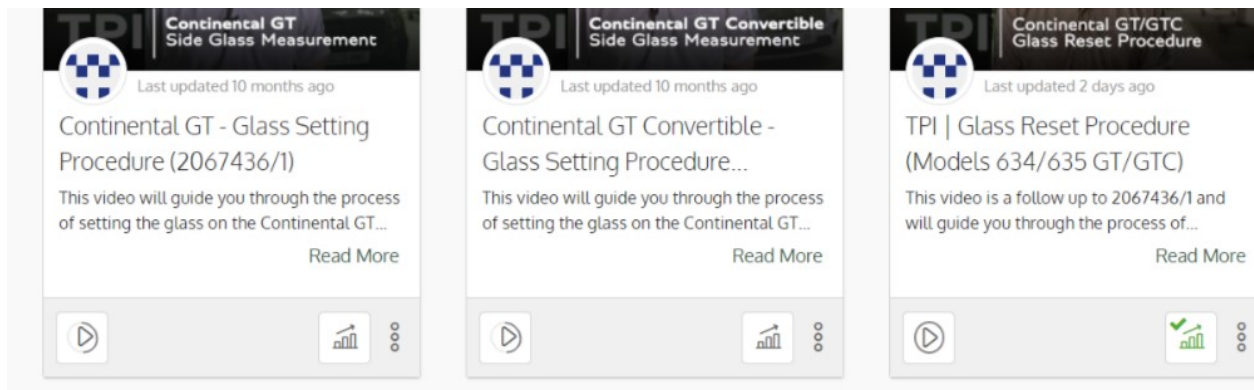 TPI
Continental GT
Side Glass Measurement
Last updated 10 months ago
Continental GT - Glass Setting
Procedure (2067436/1)
This video will guide you through the process
of setting the glass on the Continental GT...
Read More
TPI
Continental GT Convertible
Side Glass Measurement
Last updated 10 months ago
Continental GT Convertible -
Glass Setting Procedure...
This video will guide you through the process
of setting the glass on the Continental GT...
Read More
TPI
Continental GT/GTC
Glass Reset Procedure
Last updated 2 days ago
TPI | Glass Reset Procedure
(Models 634/635 GT/GTC)
This video is a follow up to 2067436/1 and
will guide you through the process of...
Read More